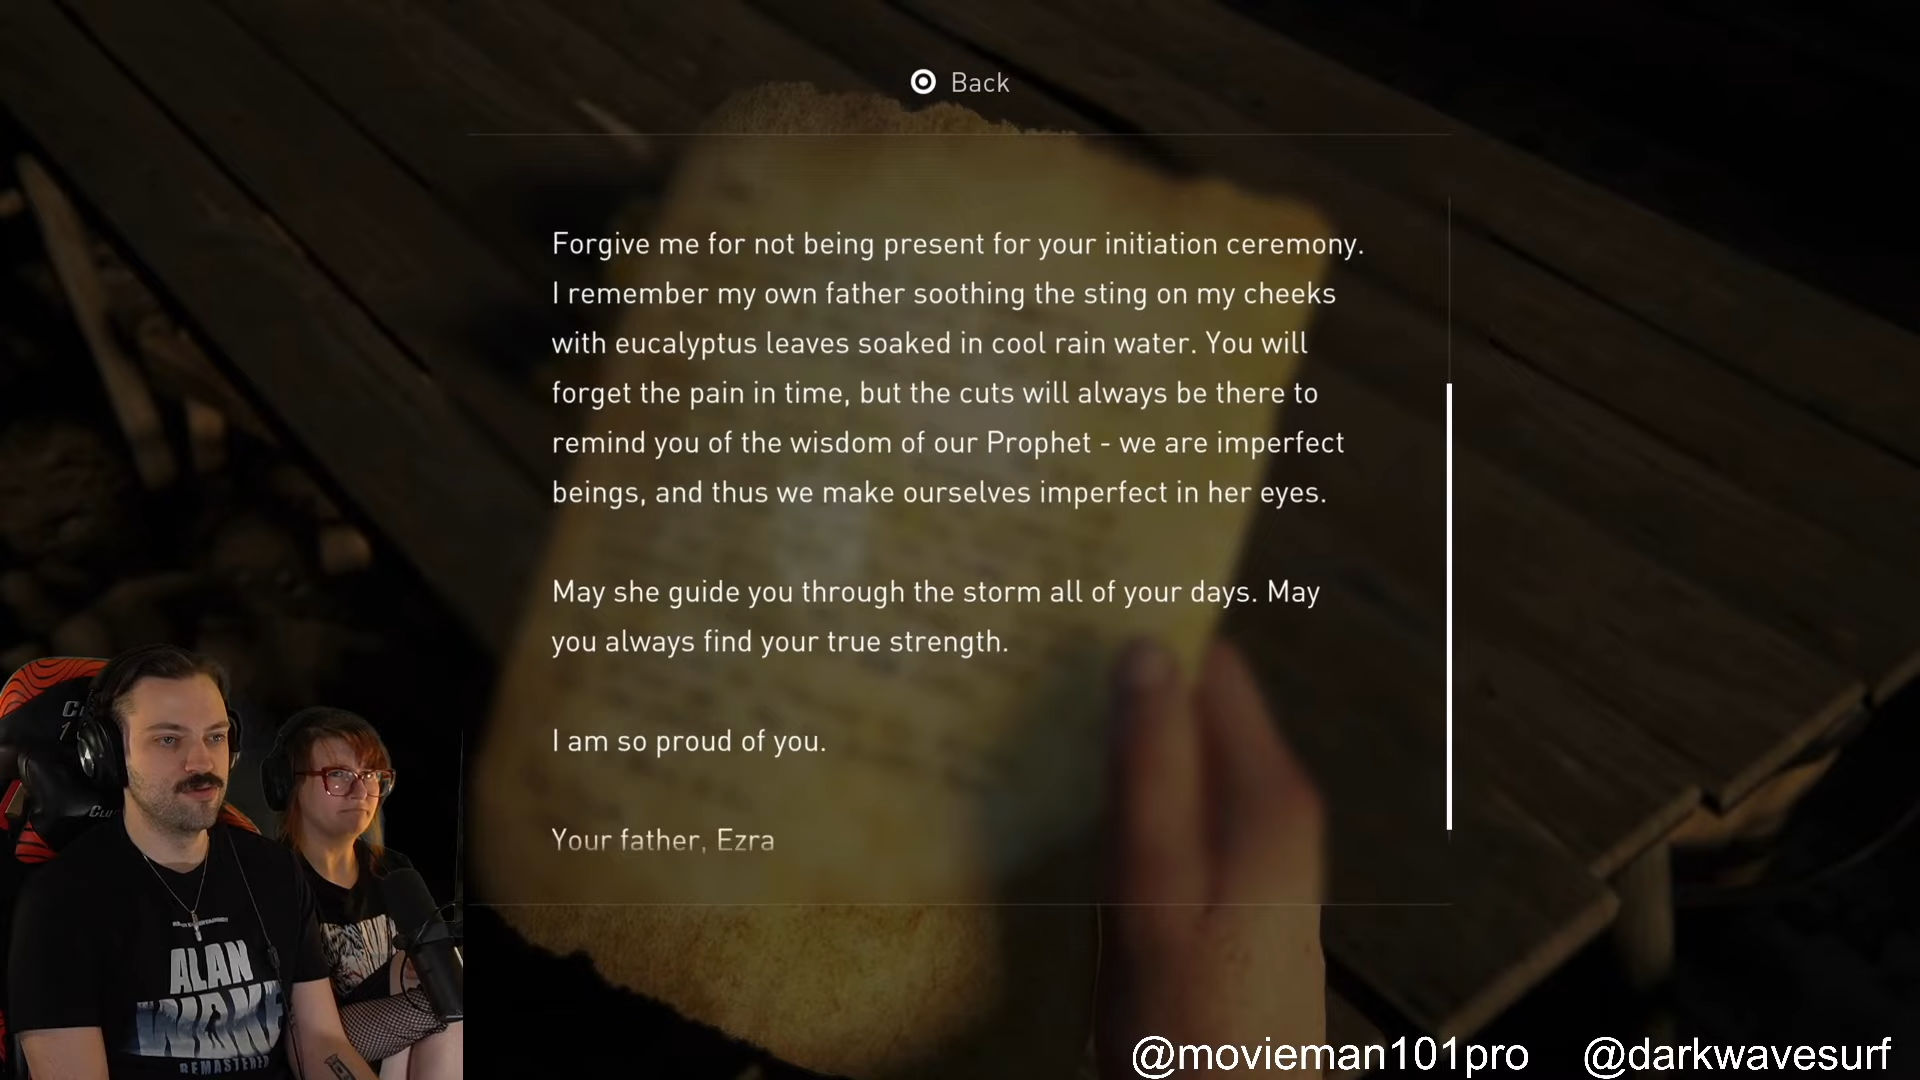 Back
Forgive me for not being present for your initiation ceremony.
I remember my own father soothing the sting on my cheeks
with eucalyptus leaves soaked in cool rain water. You will
forget the pain in time, but the cuts will always be there to
remind you of the wisdom of our Prophet - we are imperfect
beings, and thus we make ourselves imperfect in her eyes.
May she guide you through the storm all of your days. May
you always find your true strength.
I am so proud of you.
Your father, Ezra
ALAN
WAKE
REMASTERED
@movieman101pro @darkwavesurf